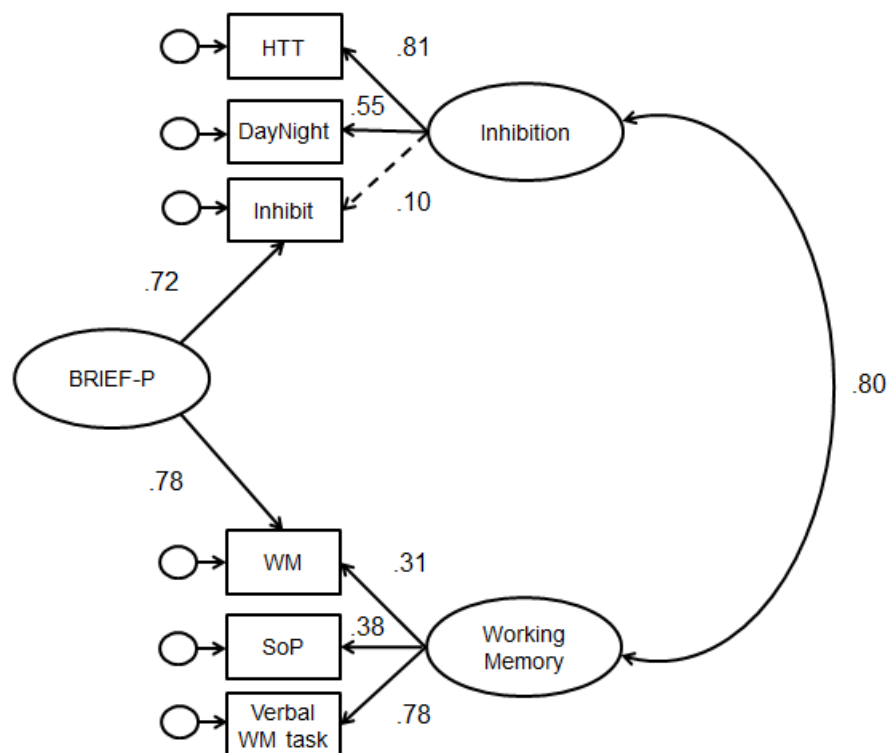 HTT
.81
DayNight
.55
Inhibition
Inhibit
.10
.72
BRIEF-P
.80
.78
WM
.31
SoP
.38
Working
Memory
Verbal
WM task
.78